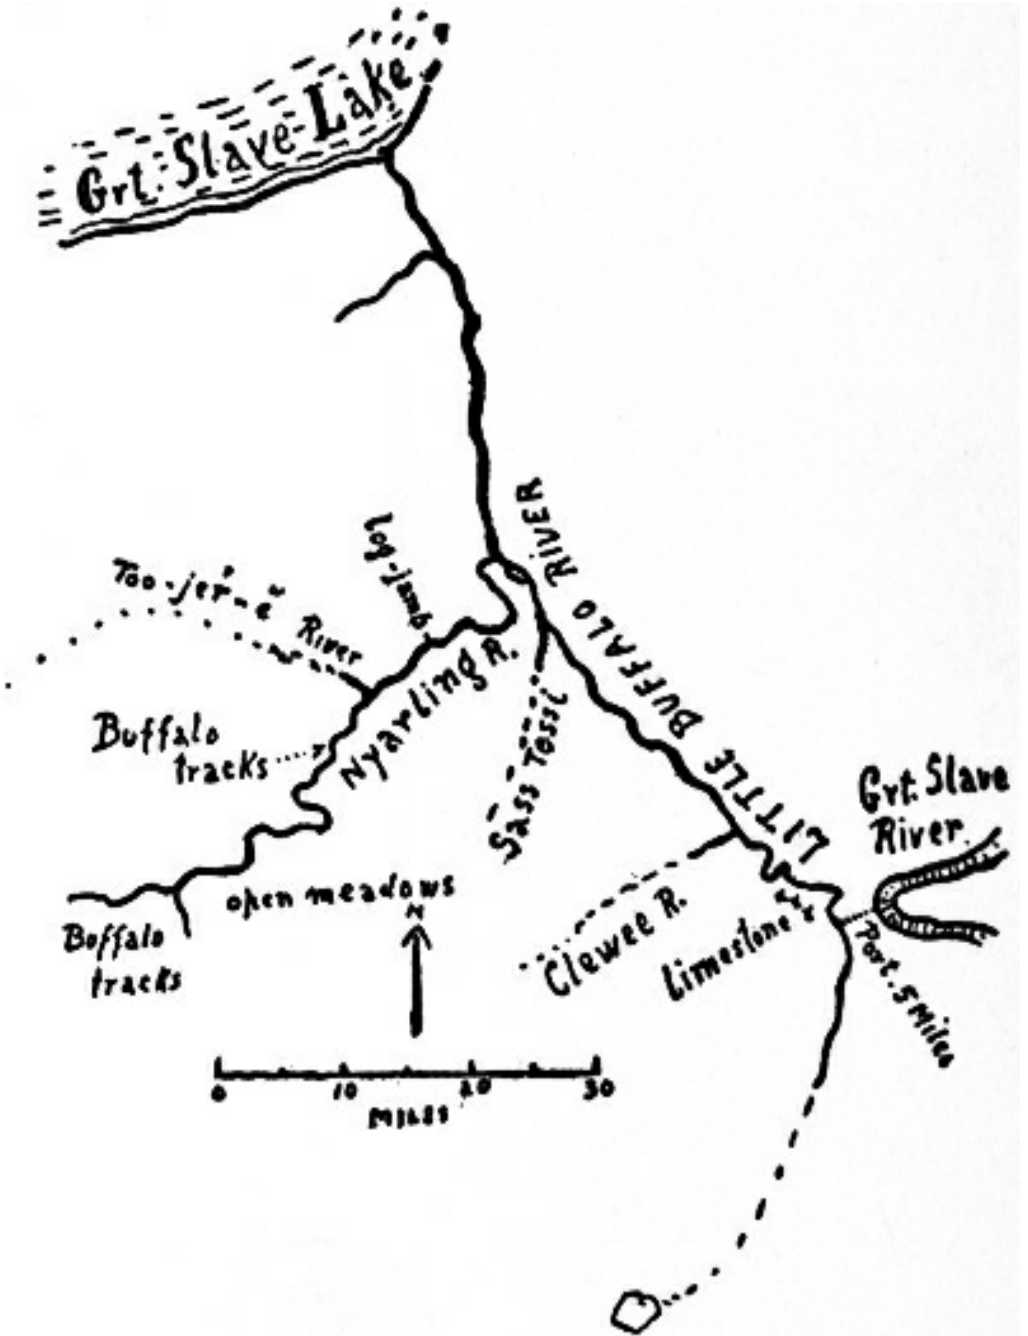 Grt. Slave Lake
LITTLE BUFFALO RIVER
log-jamb
Too-jer-e River
Nyarling R.
Buffalo
tracks
Sass Tossi
Grt. Slave
River
open meadows
Buffalo
tracks
Clewee R.
limestone
Port. 5 Miles
N
0 10 20 30
MILES